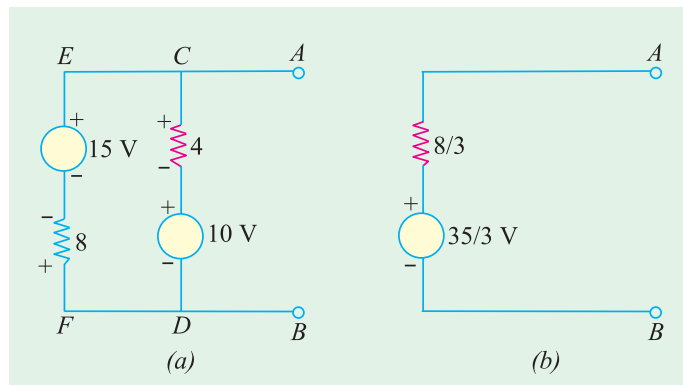 E C A A
+ +
15 V 4 8/3
− −
− + +
8 10 V 35/3 V
+ − −
F D B B
(a) (b)